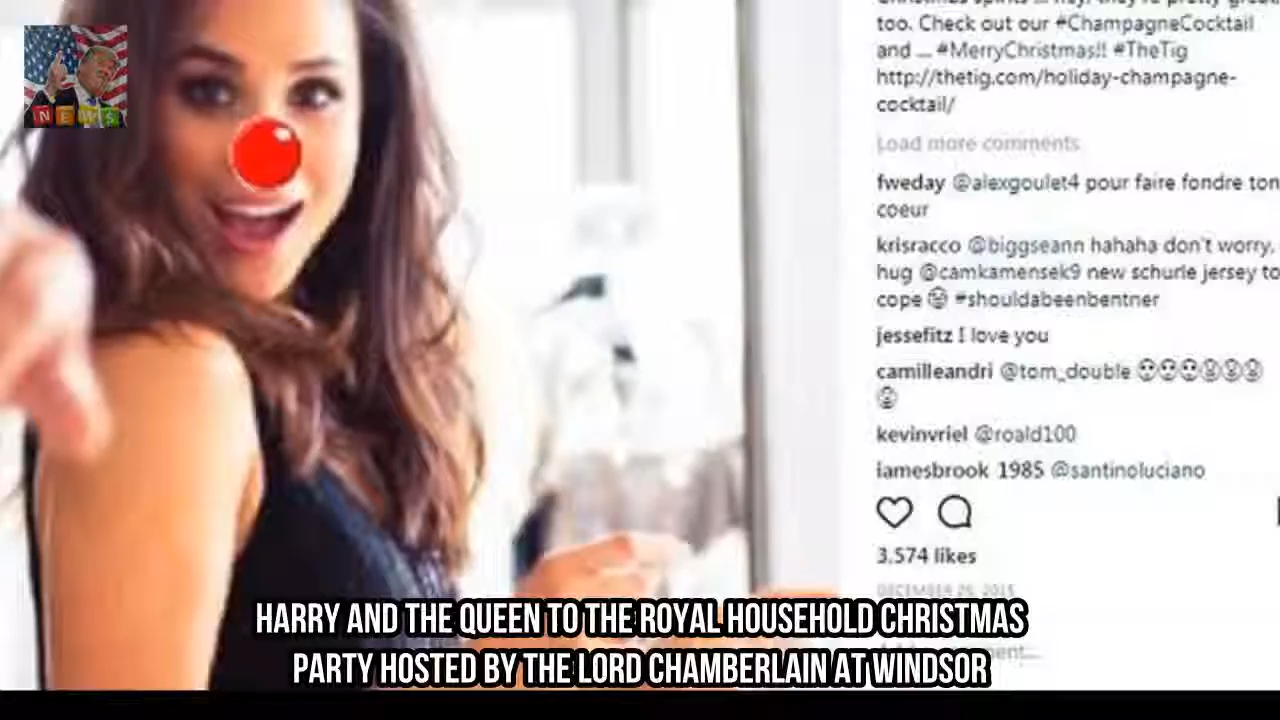 too. Check out our #ChampagneCocktail
and ... #MerryChristmas!! #TheTig
http://thetig.com/holiday-champagne-
cocktail/
Load more comments
fweday @alexgoulet4 pour faire fondre ton
coeur
krisracco @biggseann hahaha don't worry.
hug @camkamensek9 new schurle jersey to
cope #shouldabeenbentner
jessefitz I love you
camilleandri @tom_double
kevinvriel @roald100
iamesbrook 1985 @santinoluciano
3.574 likes
NEWS
HARRY AND THE QUEEN TO THE ROYAL HOUSEHOLD CHRISTMAS
PARTY HOSTED BY THE LORD CHAMBERLAIN AT WINDSOR